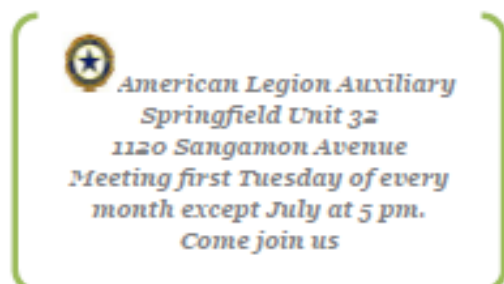 American Legion Auxiliary
Springfield Unit 32
1120 Sangamon Avenue
Meeting first Tuesday of every
month except July at 5 pm.
Come join us